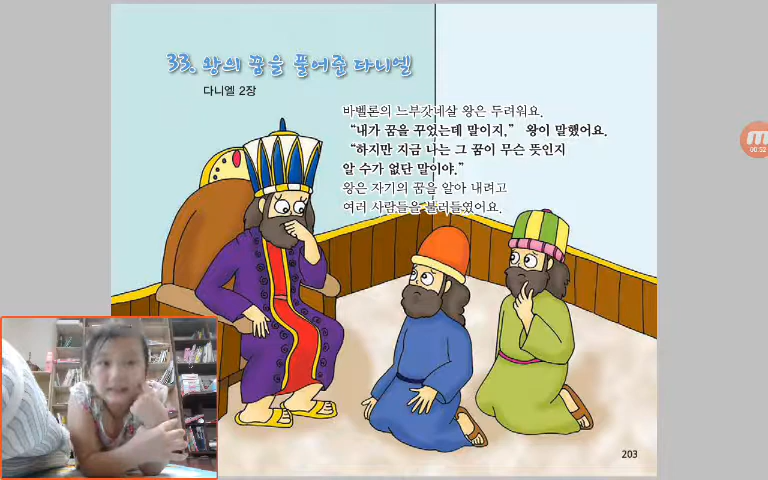 33. 왕의 꿈을 풀어준 다니엘
다니엘 2장
바벨론의 느부갓네살 왕은 두려워요.
“내가 꿈을 꾸었는데 말이지,” 왕이 말했어요.
“하지만 지금 나는 그 꿈이 무슨 뜻인지
알 수가 없단 말이야.”
왕은 자기의 꿈을 알아 내려고
여러 사람들을 불러들였어요.
203
00:52